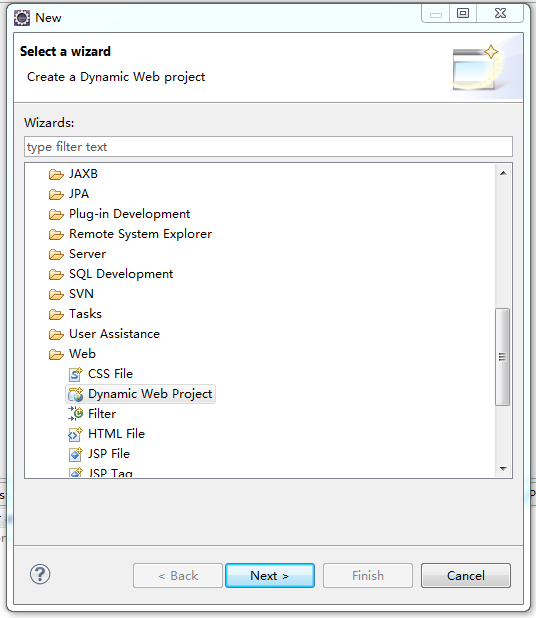 New
Select a wizard
Create a Dynamic Web project
Wizards:
type filter text
JAXB
JPA
Plug-in Development
Remote System Explorer
Server
SQL Development
SVN
Tasks
User Assistance
Web
CSS File
Dynamic Web Project
Filter
HTML File
JSP File
JSP Tag
?
< Back
Next >
Finish
Cancel